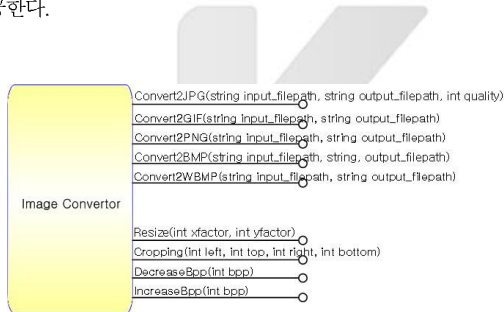 한다.
Convert2JPG(string input_filepath, string output_filepath, int quality)
Convert2GIF(string input_filepath, string output_filepath)
Convert2PNG(string input_filepath, string output_filepath)
Convert2BMP(string input_filepath, string, output_filepath)
Convert2WBMP(string input_filepath, string output_filepath)
Image Convertor
Resize(int xfactor, int yfactor)
Cropping(int left, int top, int right, int bottom)
DecreaseBpp(int bpp)
IncreaseBpp(int bpp)